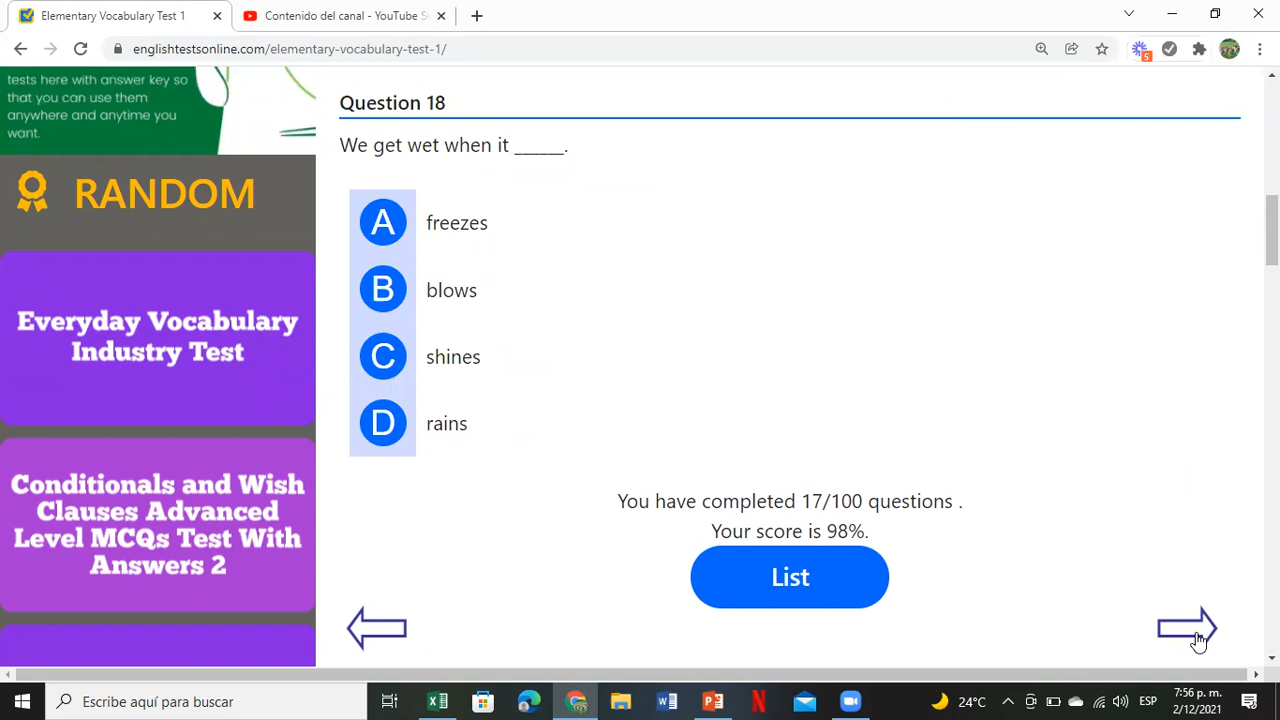 Elementary Vocabulary Test 1
Contenido del canal - YouTube S
englishtestsonline.com/elementary-vocabulary-test-1/
5
tests here with answer key so
that you can use them
anywhere and anytime you
want.
RANDOM
Everyday Vocabulary
Industry Test
Conditionals and Wish
Clauses Advanced
Level MCQs Test With
Answers 2
Question 18
We get wet when it ______.
A freezes
B blows
C shines
D rains
You have completed 17/100 questions .
Your score is 98%.
List
Escribe aquí para buscar
24°C
ESP
7:56 p. m.
2/12/2021